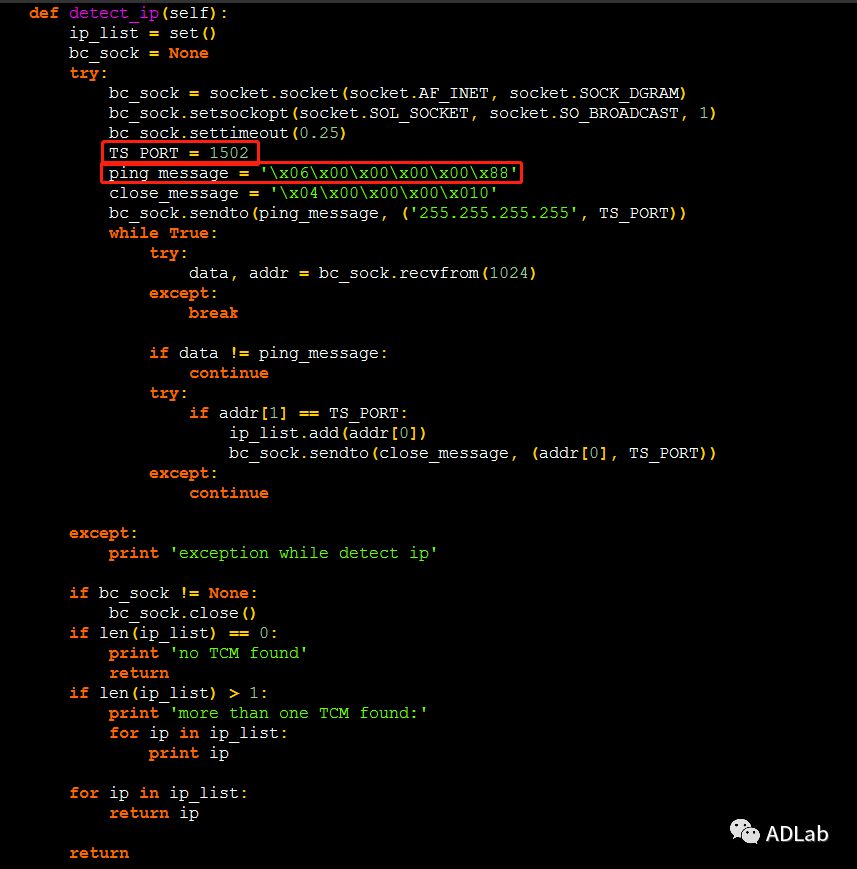 def detect_ip(self):
    ip_list = set()
    bc_sock = None
    try:
        bc_sock = socket.socket(socket.AF_INET, socket.SOCK_DGRAM)
        bc_sock.setsockopt(socket.SOL_SOCKET, socket.SO_BROADCAST, 1)
        bc_sock.settimeout(0.25)
        TS_PORT = 1502
        ping_message = '\x06\x00\x00\x00\x00\x88'
        close_message = '\x04\x00\x00\x00\x010'
        bc_sock.sendto(ping_message, ('255.255.255.255', TS_PORT))
        while True:
            try:
                data, addr = bc_sock.recvfrom(1024)
            except:
                break

            if data != ping_message:
                continue
            try:
                if addr[1] == TS_PORT:
                    ip_list.add(addr[0])
                    bc_sock.sendto(close_message, (addr[0], TS_PORT))
            except:
                continue

    except:
        print 'exception while detect ip'

    if bc_sock != None:
        bc_sock.close()
    if len(ip_list) == 0:
        print 'no TCM found'
        return
    if len(ip_list) > 1:
        print 'more than one TCM found:'
        for ip in ip_list:
            print ip

    for ip in ip_list:
        return ip

    return
ADLab